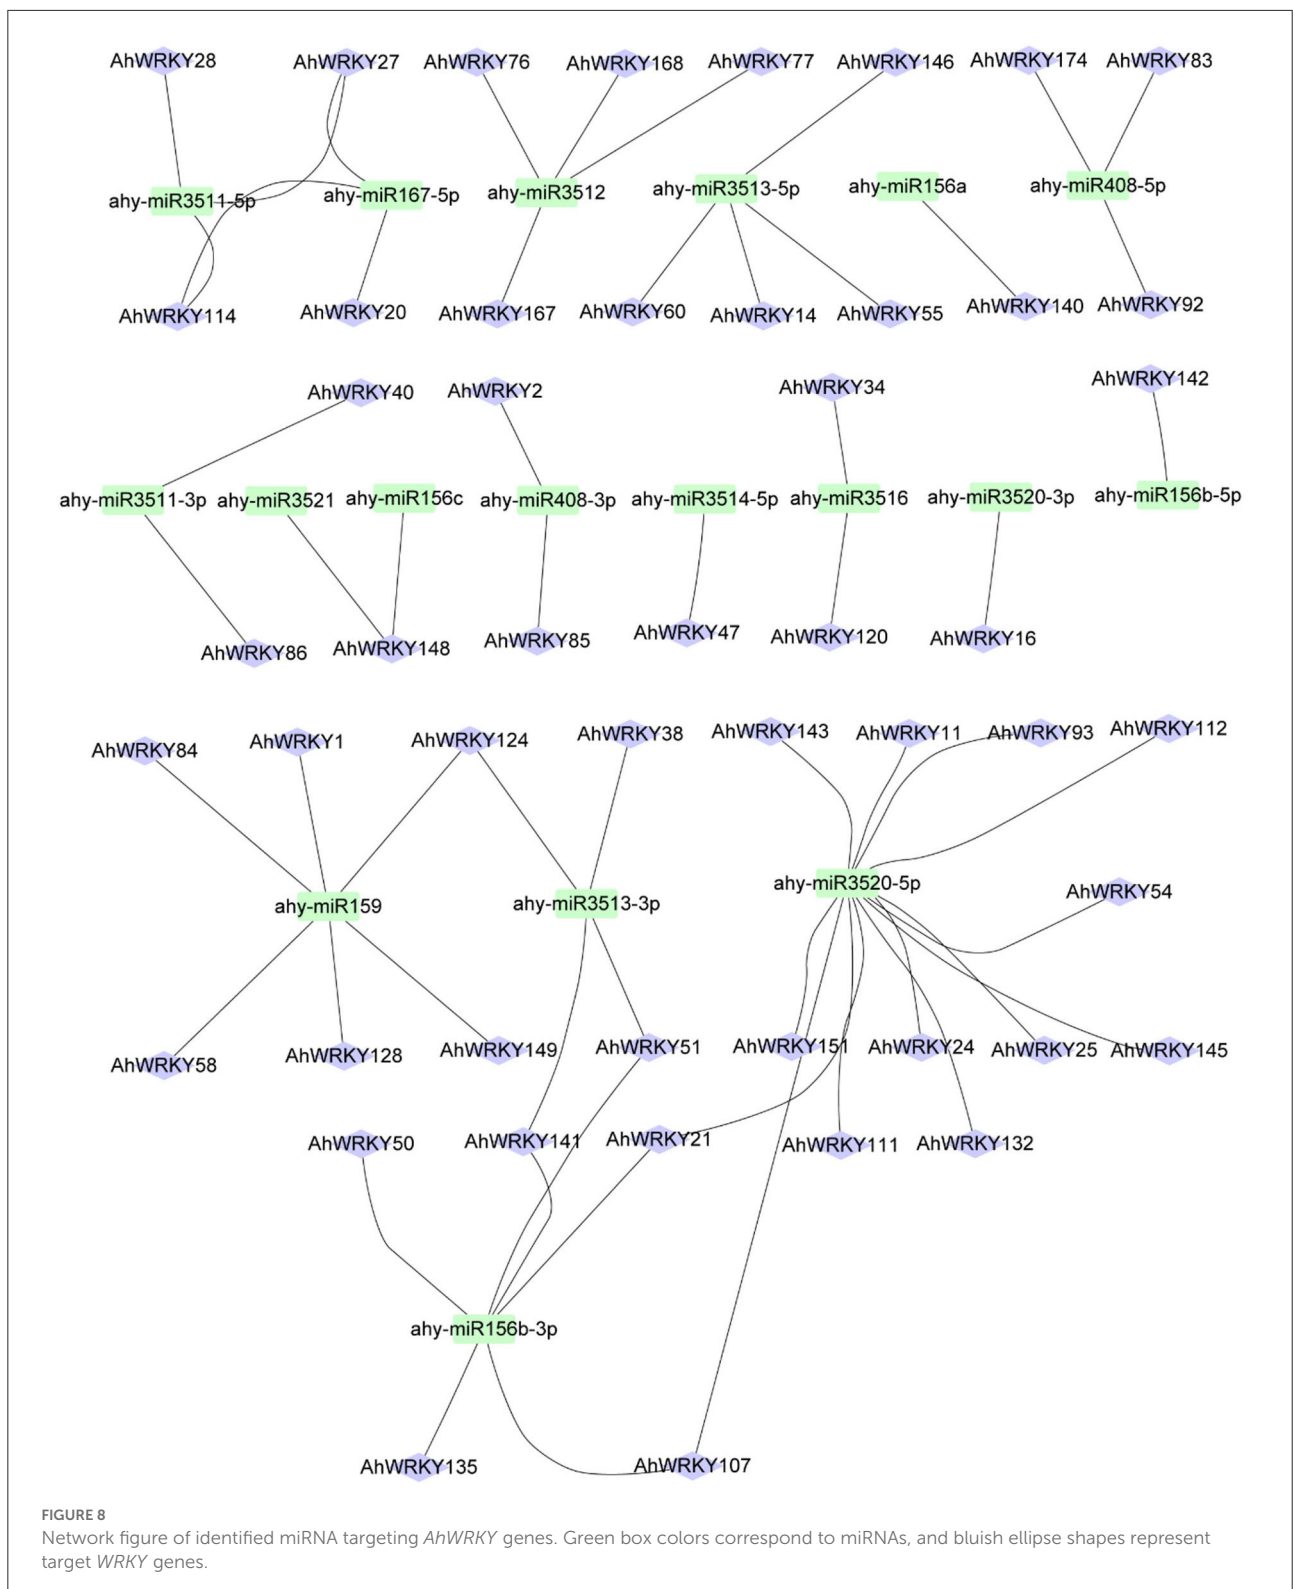 AhWRKY28 AhWRKY27 AhWRKY76 AhWRKY168 AhWRKY77 AhWRKY146 AhWRKY174 AhWRKY83
ahy-miR3511-5p ahy-miR167-5p ahy-miR3512 ahy-miR3513-5p ahy-miR156a ahy-miR408-5p
AhWRKY114 AhWRKY20 AhWRKY167 AhWRKY60 AhWRKY14 AhWRKY55 AhWRKY140 AhWRKY92
AhWRKY40 AhWRKY2 AhWRKY34 AhWRKY142
ahy-miR3511-3p ahy-miR3521 ahy-miR156c ahy-miR408-3p ahy-miR3514-5p ahy-miR3516 ahy-miR3520-3p ahy-miR156b-5p
AhWRKY86 AhWRKY148 AhWRKY85 AhWRKY47 AhWRKY120 AhWRKY16
AhWRKY84 AhWRKY1 AhWRKY124 AhWRKY38 AhWRKY143 AhWRKY11 AhWRKY93 AhWRKY112
ahy-miR159 ahy-miR3513-3p ahy-miR3520-5p AhWRKY54
AhWRKY58 AhWRKY128 AhWRKY149 AhWRKY51 AhWRKY151 AhWRKY24 AhWRKY25 AhWRKY145
AhWRKY50 AhWRKY141 AhWRKY21 AhWRKY111 AhWRKY132
ahy-miR156b-3p
AhWRKY135 AhWRKY107
FIGURE 8
Network figure of identified miRNA targeting AhWRKY genes. Green box colors correspond to miRNAs, and bluish ellipse shapes represent
target WRKY genes.